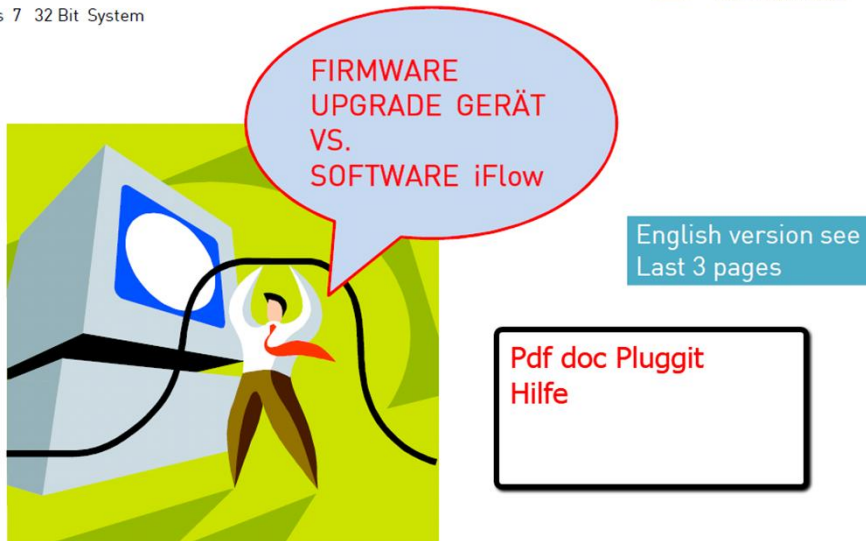 s 7 32 Bit System
FIRMWARE
UPGRADE GERÄT
VS.
SOFTWARE iFlow
English version see
Last 3 pages
Pdf doc Pluggit
Hilfe